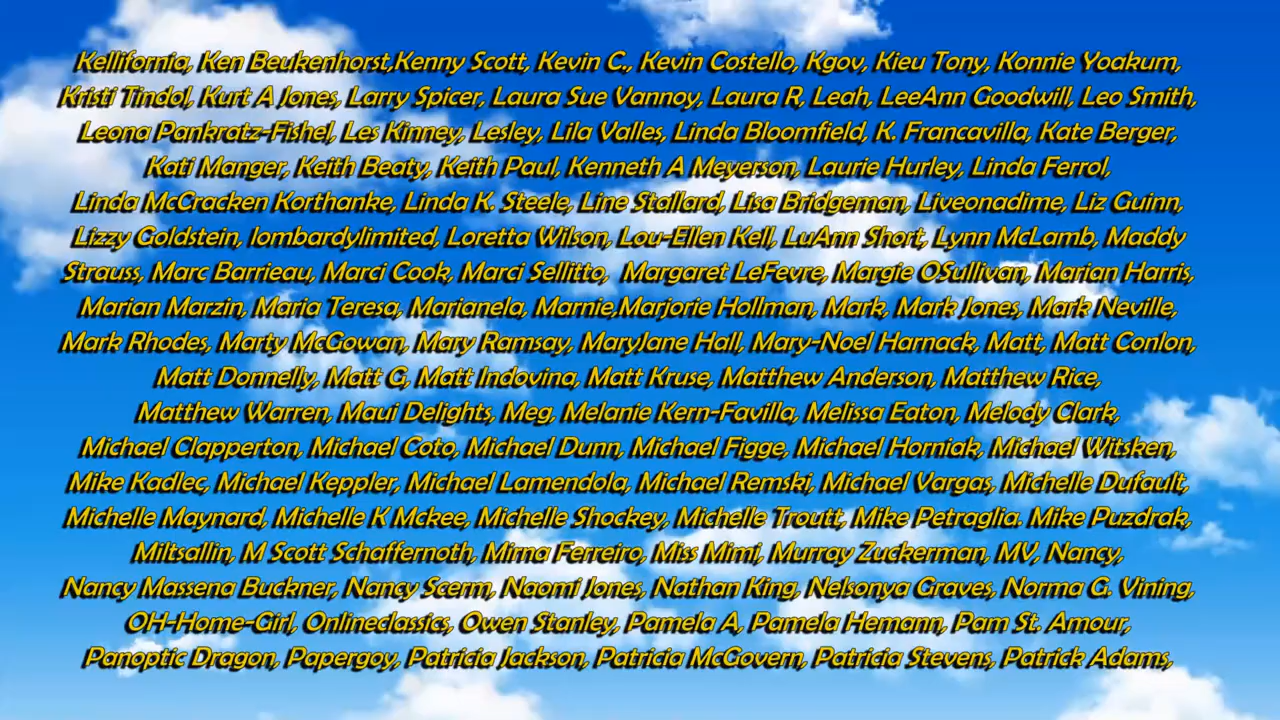 Kellifornia, Ken Beukenhorst,Kenny Scott, Kevin C., Kevin Costello, Kgov, Kieu Tony, Konnie Yoakum,
Kristi Tindol, Kurt A Jones, Larry Spicer, Laura Sue Vannoy, Laura R, Leah, LeeAnn Goodwill, Leo Smith,
Leona Pankratz-Fishel, Les Kinney, Lesley, Lila Valles, Linda Bloomfield, K. Francavilla, Kate Berger,
Kati Manger, Keith Beaty, Keith Paul, Kenneth A Meyerson, Laurie Hurley, Linda Ferrol,
Linda McCracken Korthanke, Linda K. Steele, Line Stallard, Lisa Bridgeman, Liveonadime, Liz Guinn,
Lizzy Goldstein, lombardylimited, Loretta Wilson, Lou-Ellen Kell, LuAnn Short, Lynn McLamb, Maddy
Strauss, Marc Barrieau, Marci Cook, Marci Sellitto, Margaret LeFevre, Margie OSullivan, Marian Harris,
Marian Marzin, Maria Teresa, Marianela, Marnie,Marjorie Hollman, Mark, Mark Jones, Mark Neville,
Mark Rhodes, Marty McGowan, Mary Ramsay, MaryJane Hall, Mary-Noel Harnack, Matt, Matt Conlon,
Matt Donnelly, Matt G, Matt Indovina, Matt Kruse, Matthew Anderson, Matthew Rice,
Matthew Warren, Maui Delights, Meg, Melanie Kern-Favilla, Melissa Eaton, Melody Clark,
Michael Clapperton, Michael Coto, Michael Dunn, Michael Figge, Michael Horniak, Michael Witsken,
Mike Kadlec, Michael Keppler, Michael Lamendola, Michael Remski, Michael Vargas, Michelle Dufault,
Michelle Maynard, Michelle K Mckee, Michelle Shockey, Michelle Troutt, Mike Petraglia. Mike Puzdrak,
Miltsallin, M Scott Schaffernoth, Mirna Ferreiro, Miss Mimi, Murray Zuckerman, MV, Nancy,
Nancy Massena Buckner, Nancy Scerm, Naomi Jones, Nathan King, Nelsonya Graves, Norma G. Vining,
OH-Home-Girl, Onlineclassics, Owen Stanley, Pamela A, Pamela Hemann, Pam St. Amour,
Panoptic Dragon, Papergoy, Patricia Jackson, Patricia McGovern, Patricia Stevens, Patrick Adams,